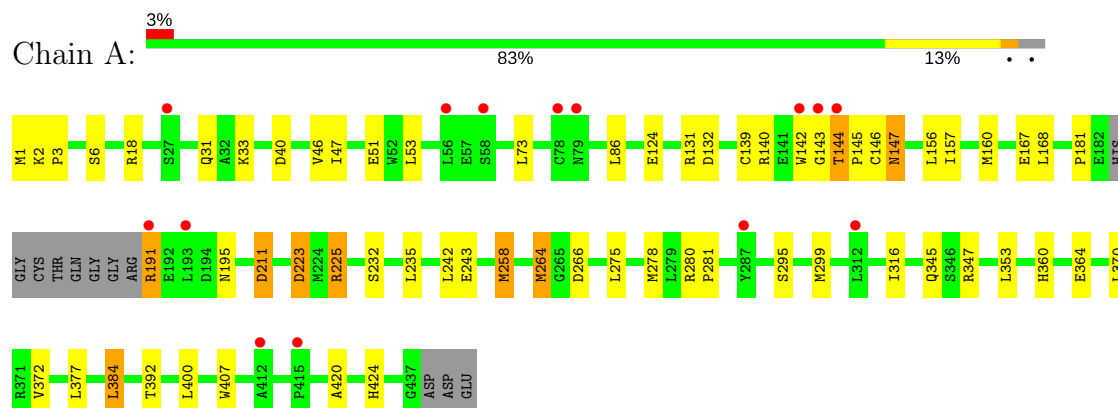 3%
Chain A:
83% 13% . .
M1 K2 P3 S6 R18 S27 Q31 A32 K33 D40 V46 I47 E51 W52 L53 L56 E57 S58 L73 C78 N79 L86 E124 R131 D132 C139 R140 E141 W142 G143 T144 P145 C146 N147 L156 I157 M160 E167 L168 P181 E182 HIS
GLY CYS THR GLN GLY GLY ARG R191 E192 L193 D194 N195 D211 D223 M224 R225 S232 L235 L242 E243 M258 M264 G265 D266 L275 M278 L279 R280 P281 Y287 S295 M299 L312 I316 Q345 S346 R347 L353 H360 E364 L370
R371 V372 L377 L384 T392 L400 W407 A412 P415 A420 H424 G437 ASP ASP GLU